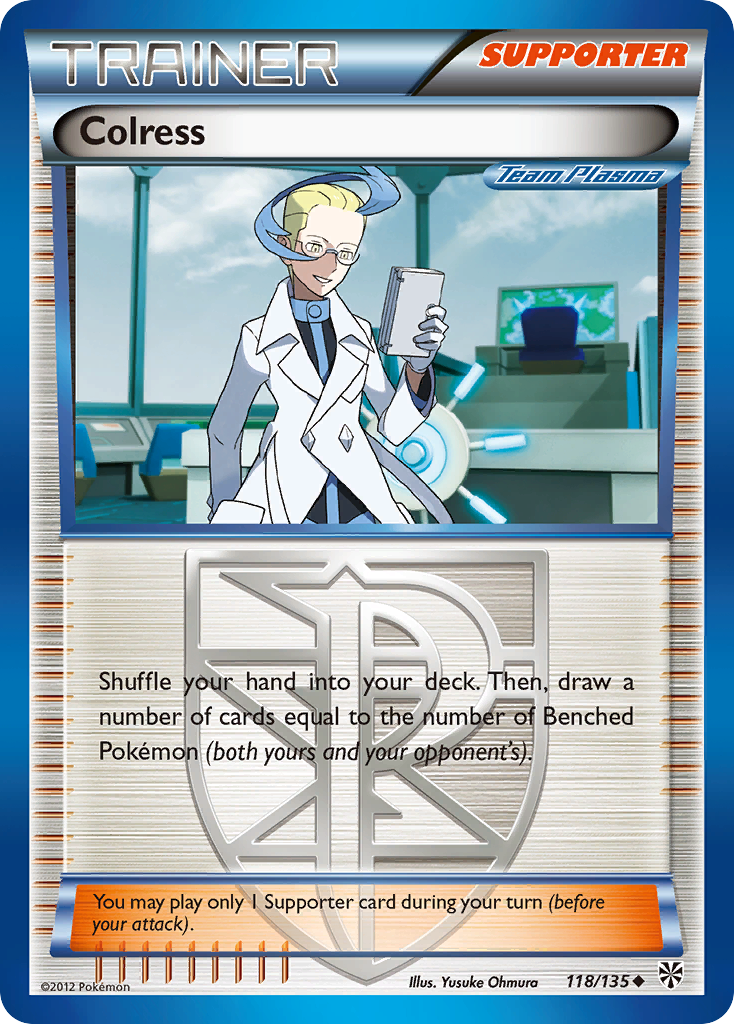 TRAINER
SUPPORTER
Colress
Team Plasma
Shuffle your hand into your deck. Then, draw a
number of cards equal to the number of Benched
Pokémon (both yours and your opponent's).
You may play only 1 Supporter card during your turn (before
your attack).
©2012 Pokémon
Illus. Yusuke Ohmura
118/135